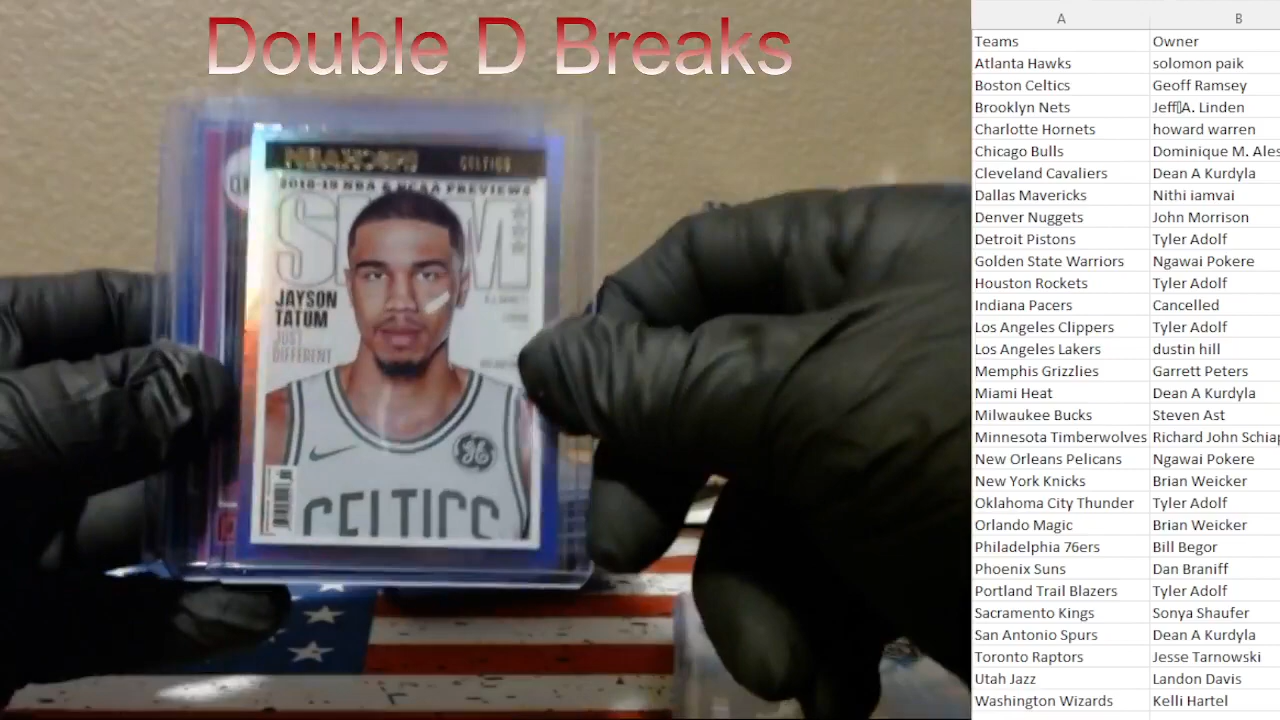 Double D Breaks
CELTICS
2018-19 NBA & NCAA PREVIEWS
SLAM
JAYSON
TATUM
JUST
DIFFERENT
GE
CELTICS
A B
Teams Owner
Atlanta Hawks solomon paik
Boston Celtics Geoff Ramsey
Brooklyn Nets Jeff A. Linden
Charlotte Hornets howard warren
Chicago Bulls Dominique M. Ales
Cleveland Cavaliers Dean A Kurdyla
Dallas Mavericks Nithi iamvai
Denver Nuggets John Morrison
Detroit Pistons Tyler Adolf
Golden State Warriors Ngawai Pokere
Houston Rockets Tyler Adolf
Indiana Pacers Cancelled
Los Angeles Clippers Tyler Adolf
Los Angeles Lakers dustin hill
Memphis Grizzlies Garrett Peters
Miami Heat Dean A Kurdyla
Milwaukee Bucks Steven Ast
Minnesota Timberwolves Richard John Schiap
New Orleans Pelicans Ngawai Pokere
New York Knicks Brian Weicker
Oklahoma City Thunder Tyler Adolf
Orlando Magic Brian Weicker
Philadelphia 76ers Bill Begor
Phoenix Suns Dan Braniff
Portland Trail Blazers Tyler Adolf
Sacramento Kings Sonya Shaufer
San Antonio Spurs Dean A Kurdyla
Toronto Raptors Jesse Tarnowski
Utah Jazz Landon Davis
Washington Wizards Kelli Hartel